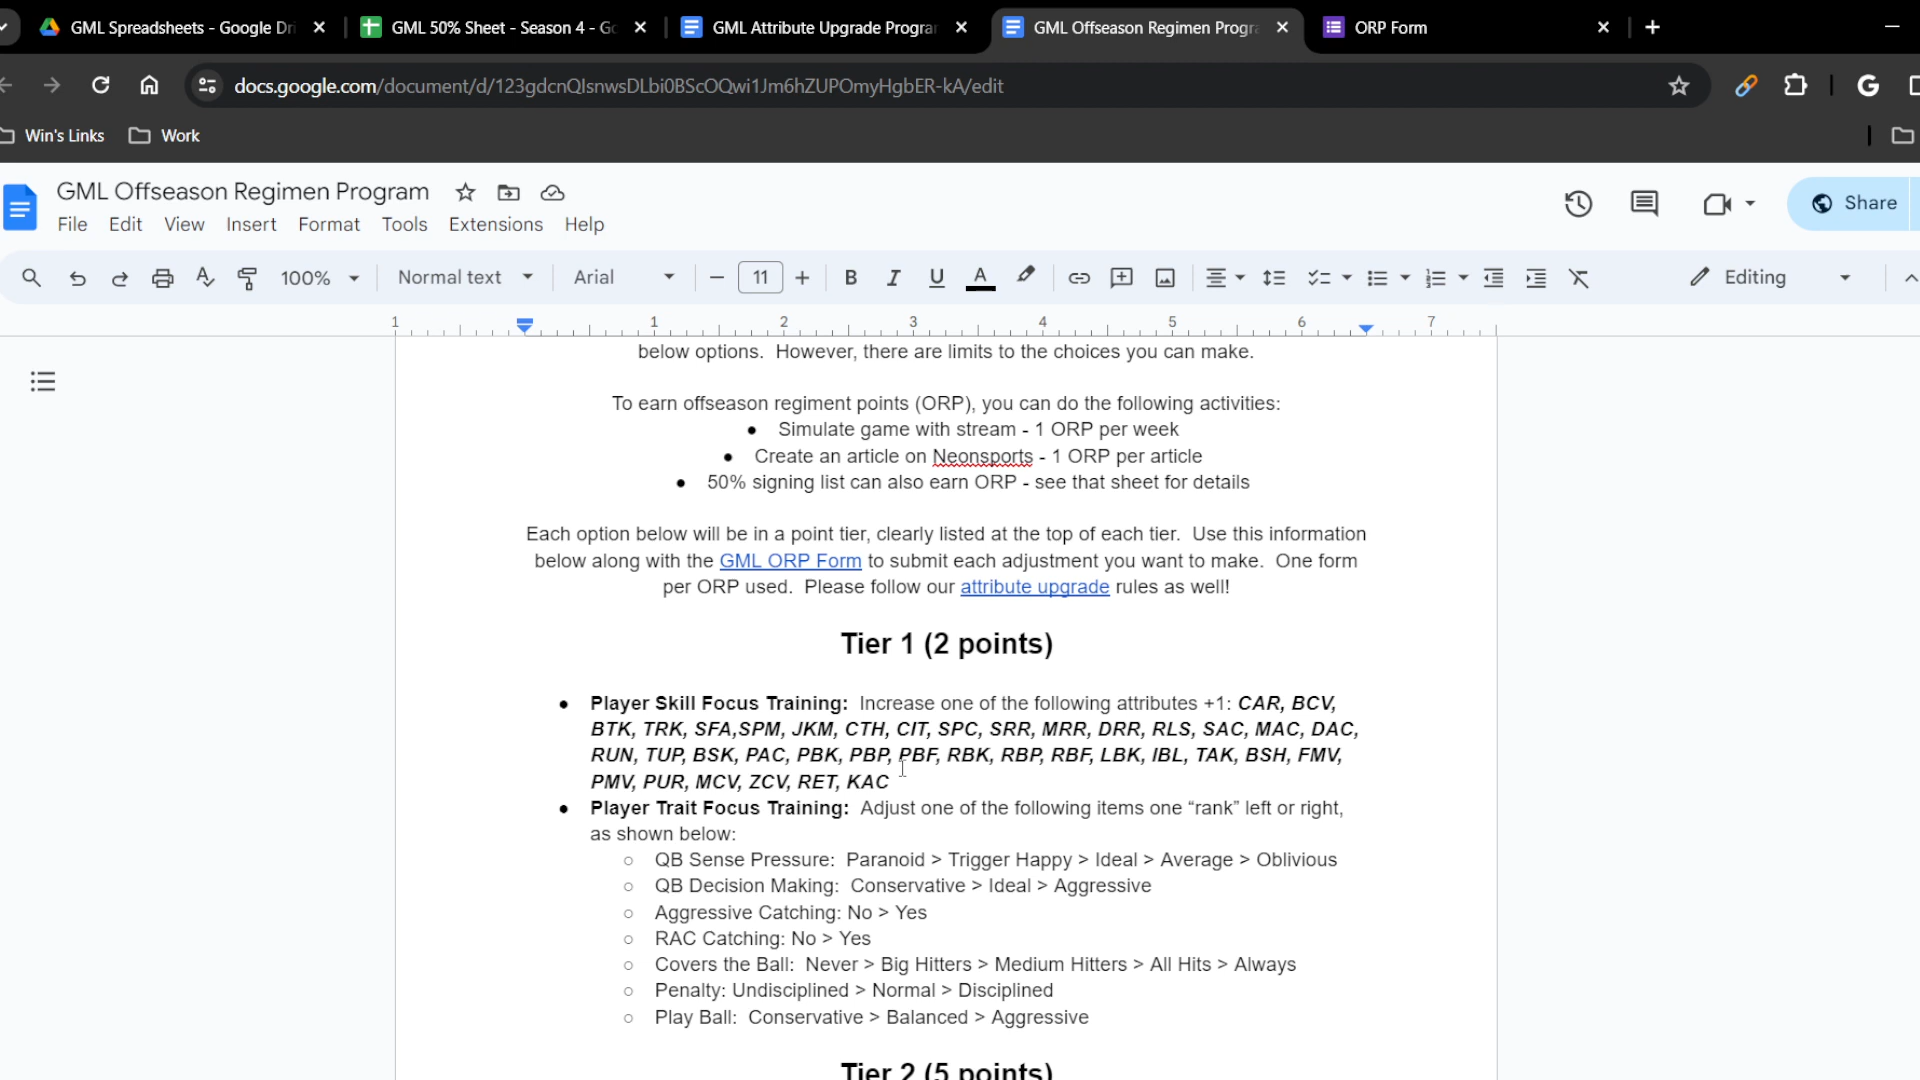 GML Spreadsheets - Google Dri
GML 50% Sheet - Season 4 - Go
GML Attribute Upgrade Program
GML Offseason Regimen Progra
ORP Form
docs.google.com/document/d/123gdcnQlsnwsDLbi0BScOQwi1Jm6hZUPOmyHgbER-kA/edit
Win's Links
Work
GML Offseason Regimen Program
File Edit View Insert Format Tools Extensions Help
Share
100% Normal text Arial 11 Editing
1 1 2 3 4 5 6 7
below options. However, there are limits to the choices you can make.
To earn offseason regiment points (ORP), you can do the following activities:
● Simulate game with stream - 1 ORP per week
● Create an article on Neonsports - 1 ORP per article
● 50% signing list can also earn ORP - see that sheet for details
Each option below will be in a point tier, clearly listed at the top of each tier. Use this information
below along with the GML ORP Form to submit each adjustment you want to make. One form
per ORP used. Please follow our attribute upgrade rules as well!
Tier 1 (2 points)
● Player Skill Focus Training: Increase one of the following attributes +1: CAR, BCV,
BTK, TRK, SFA,SPM, JKM, CTH, CIT, SPC, SRR, MRR, DRR, RLS, SAC, MAC, DAC,
RUN, TUP, BSK, PAC, PBK, PBP, PBF, RBK, RBP, RBF, LBK, IBL, TAK, BSH, FMV,
PMV, PUR, MCV, ZCV, RET, KAC
● Player Trait Focus Training: Adjust one of the following items one “rank” left or right,
as shown below:
○ QB Sense Pressure: Paranoid > Trigger Happy > Ideal > Average > Oblivious
○ QB Decision Making: Conservative > Ideal > Aggressive
○ Aggressive Catching: No > Yes
○ RAC Catching: No > Yes
○ Covers the Ball: Never > Big Hitters > Medium Hitters > All Hits > Always
○ Penalty: Undisciplined > Normal > Disciplined
○ Play Ball: Conservative > Balanced > Aggressive
Tier 2 (5 points)